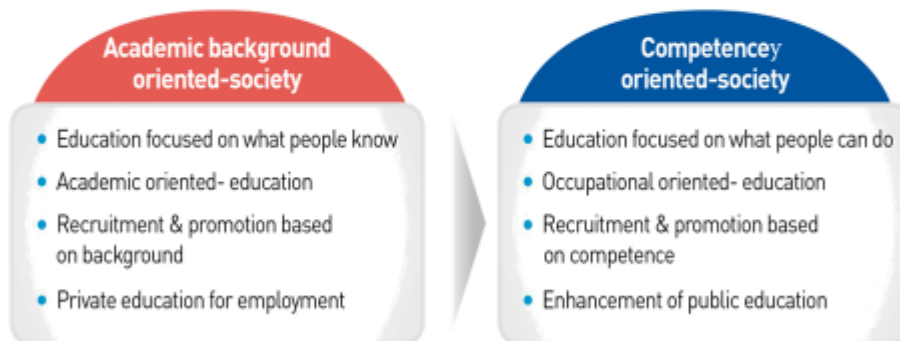 Academic background
oriented-society
• Education focused on what people know
• Academic oriented- education
• Recruitment & promotion based
on background
• Private education for employment
Competencey
oriented-society
• Education focused on what people can do
• Occupational oriented- education
• Recruitment & promotion based
on competence
• Enhancement of public education